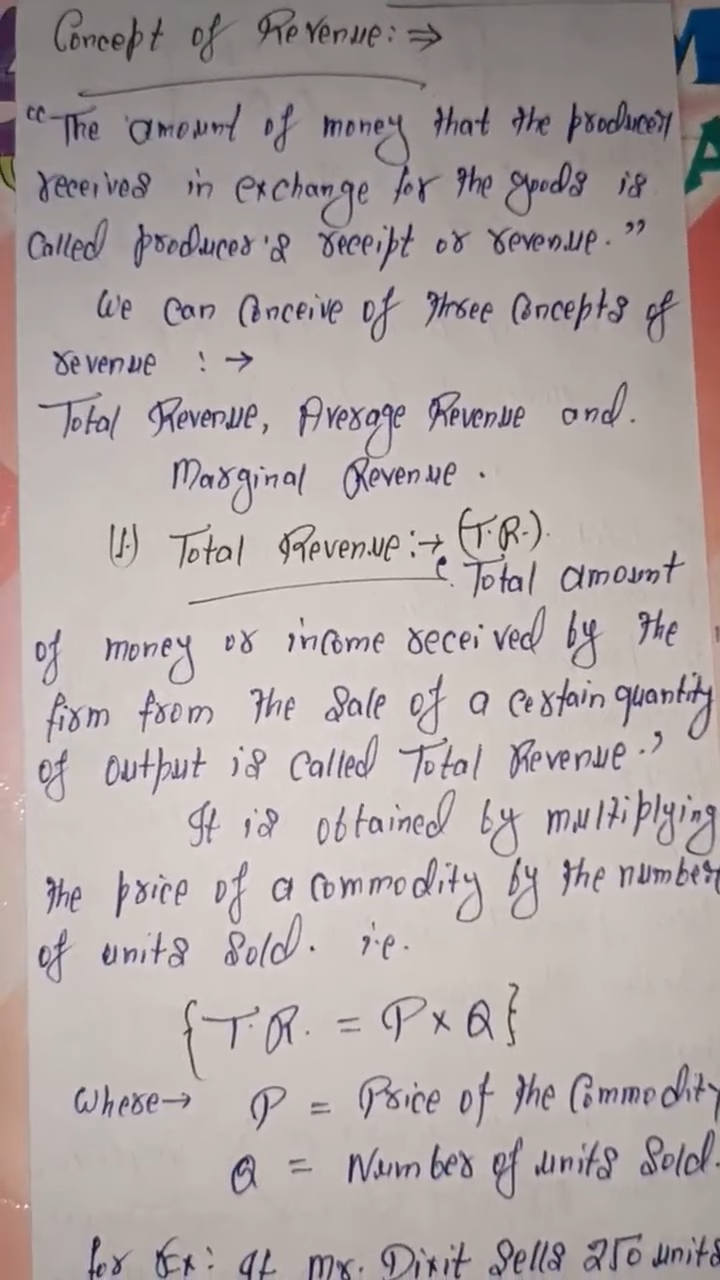 Concept of Revenue: ⇒
"The amount of money that the producer
receives in exchange for the goods is
Called producer's receipt or revenue."
We can Conceive of three Concepts of
revenue : →
Total Revenue, Average Revenue and.
Marginal Revenue.
(1.) Total Revenue:→ (T.R.).
'Total amount
of money or income received by the
firm from the Sale of a certain quantity
of output is Called Total Revenue.'
It is obtained by multiplying
the price of a Commodity by the number
of units Sold. i.e.
{T.R. = P x Q}
Where→ P = Price of the Commodity
Q = Number of units Sold.
for Ex: If mr. Dixit Sells 250 units
M
A